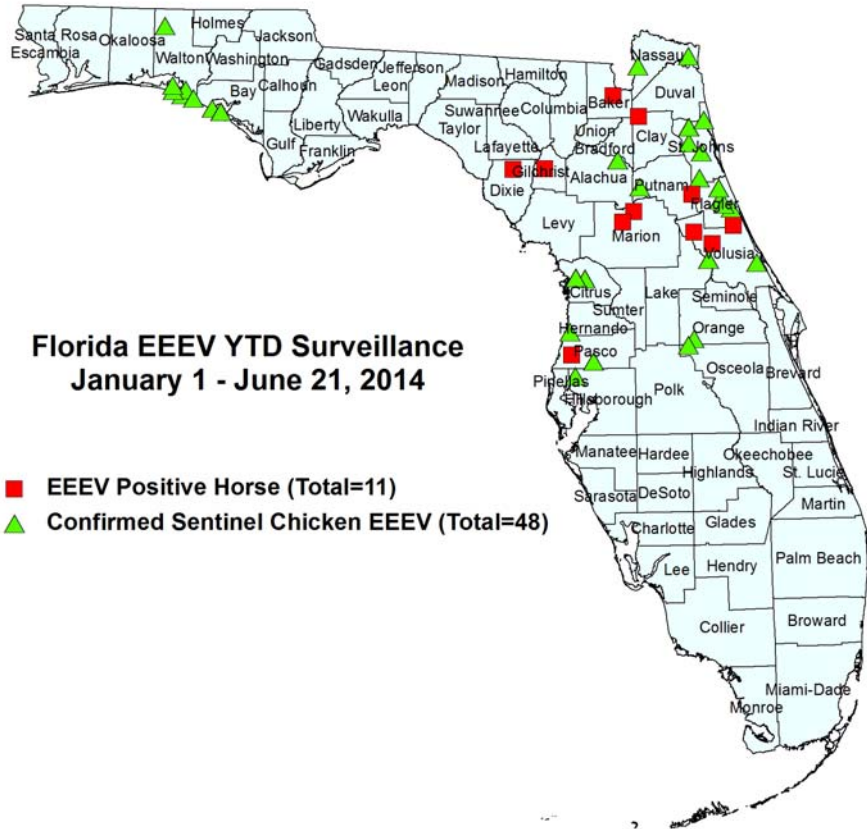 Holmes
Jackson
Santa Rosa
Okaloosa
Escambia
Walton
Washington
Gadsden
Jefferson
Hamilton
Nassau
Bay
Calhoun
Leon
Madison
Baker
Duval
Liberty
Wakulla
Suwannee
Columbia
Taylor
Union
Clay
Gulf
Franklin
Lafayette
Bradford
St. Johns
Gilchrist
Alachua
Putnam
Dixie
Flagler
Levy
Marion
Volusia
Citrus
Lake
Seminole
Sumter
Hernando
Orange
Florida EEEV YTD Surveillance
January 1 - June 21, 2014
Pasco
Osceola
Brevard
Pinellas
Polk
Hillsborough
Indian River
Manatee
Hardee
Okeechobee
Highlands
St. Lucie
EEEV Positive Horse (Total=11)
Sarasota
DeSoto
Martin
Confirmed Sentinel Chicken EEEV (Total=48)
Charlotte
Glades
Lee
Hendry
Palm Beach
Collier
Broward
Miami-Dade
Monroe